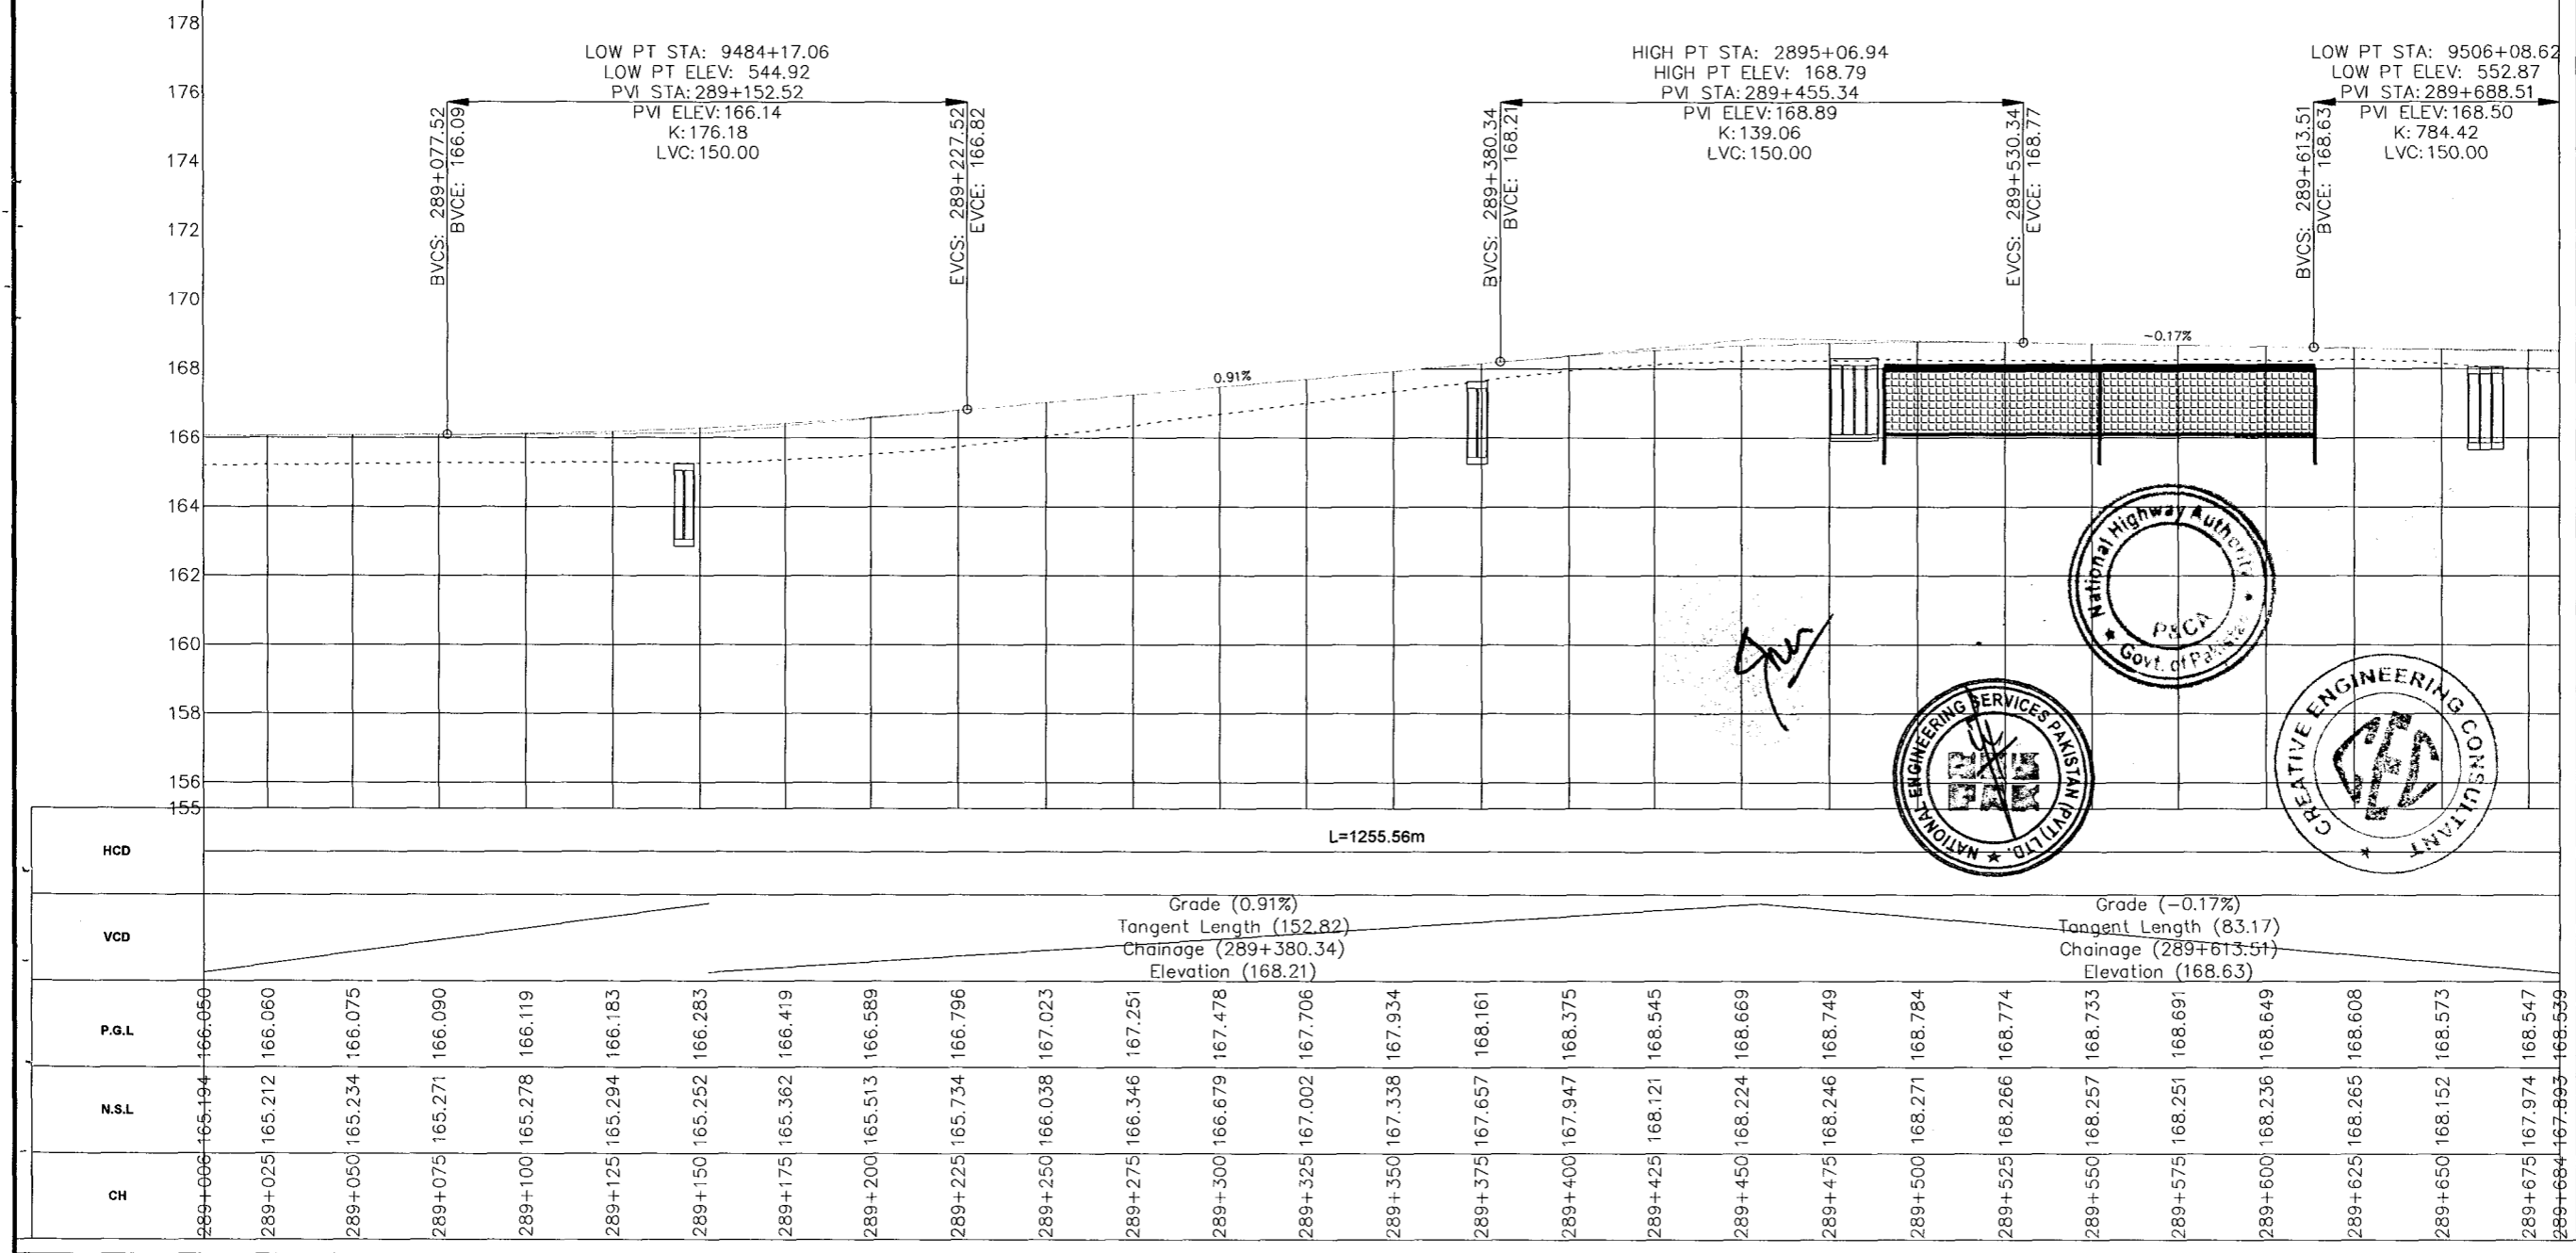 178
176
174
172
170
168
166
164
162
160
158
156
155
LOW PT STA: 9484+17.06
LOW PT ELEV: 544.92
PVI STA:289+152.52
PVI ELEV:166.14
K:176.18
LVC:150.00
BVCS: 289+077.52
BVCE: 166.09
EVCS: 289+227.52
EVCE: 166.82
HIGH PT STA: 2895+06.94
HIGH PT ELEV: 168.79
PVI STA:289+455.34
PVI ELEV:168.89
K:139.06
LVC:150.00
BVCS: 289+380.34
BVCE: 168.21
EVCS: 289+530.34
EVCE: 168.77
LOW PT STA: 9506+08.62
LOW PT ELEV: 552.87
PVI STA:289+688.51
PVI ELEV:168.50
K:784.42
LVC:150.00
BVCS: 289+613.51
BVCE: 168.63
0.91%
-0.17%
National Highway Authority
P&CA
Govt. of Pakistan
NATIONAL ENGINEERING SERVICES PAKISTAN (PVT) LTD.
CREATIVE ENGINEERING CONSULTANT
HCD
L=1255.56m
VCD
Grade (0.91%)
Tangent Length (152.82)
Chainage (289+380.34)
Elevation (168.21)
Grade (-0.17%)
Tangent Length (83.17)
Chainage (289+613.51)
Elevation (168.63)
P.G.L 166.050 166.060 166.075 166.090 166.119 166.183 166.283 166.419 166.589 166.796 167.023 167.251 167.478 167.706 167.934 168.161 168.375 168.545 168.669 168.749 168.784 168.774 168.733 168.691 168.649 168.608 168.573 168.547 168.539
N.S.L 165.194 165.212 165.234 165.271 165.278 165.294 165.252 165.362 165.513 165.734 166.038 166.346 166.679 167.002 167.338 167.657 167.947 168.121 168.224 168.246 168.271 168.266 168.257 168.251 168.236 168.265 168.152 167.974 167.893
CH 289+006 289+025 289+050 289+075 289+100 289+125 289+150 289+175 289+200 289+225 289+250 289+275 289+300 289+325 289+350 289+375 289+400 289+425 289+450 289+475 289+500 289+525 289+550 289+575 289+600 289+625 289+650 289+675 289+684